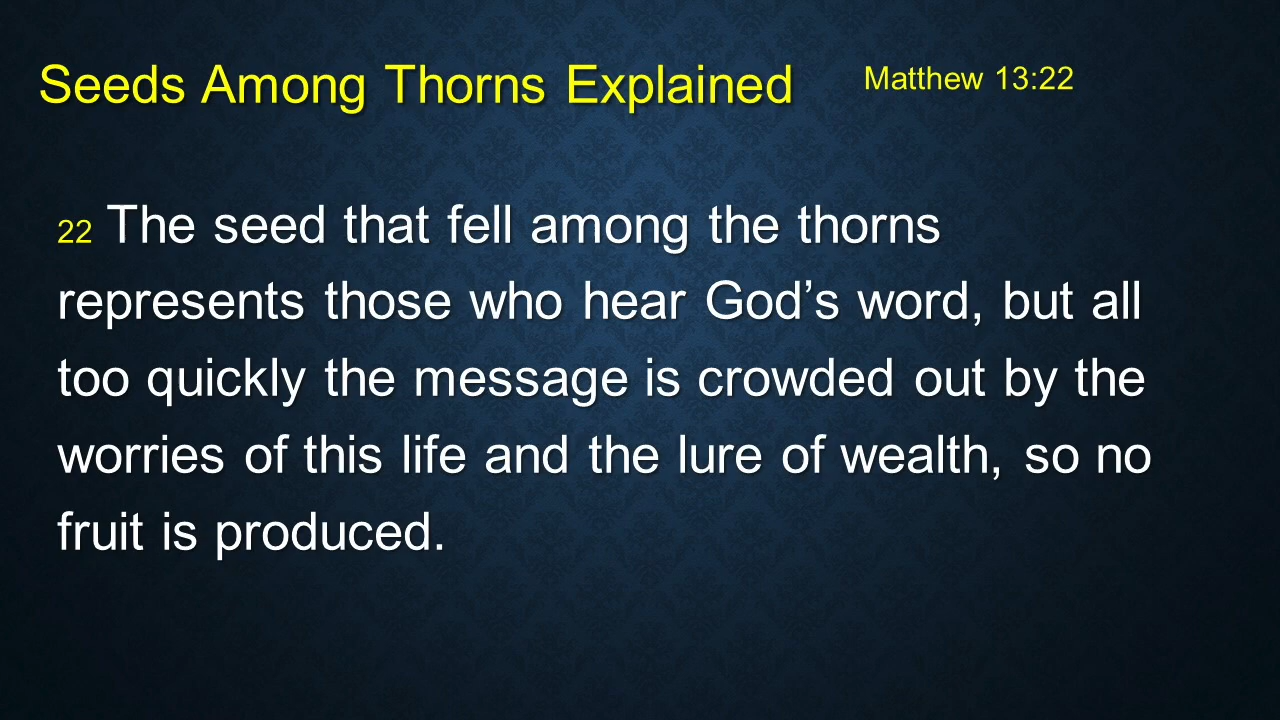 Seeds Among Thorns Explained Matthew 13:22
22 The seed that fell among the thorns
represents those who hear God’s word, but all
too quickly the message is crowded out by the
worries of this life and the lure of wealth, so no
fruit is produced.